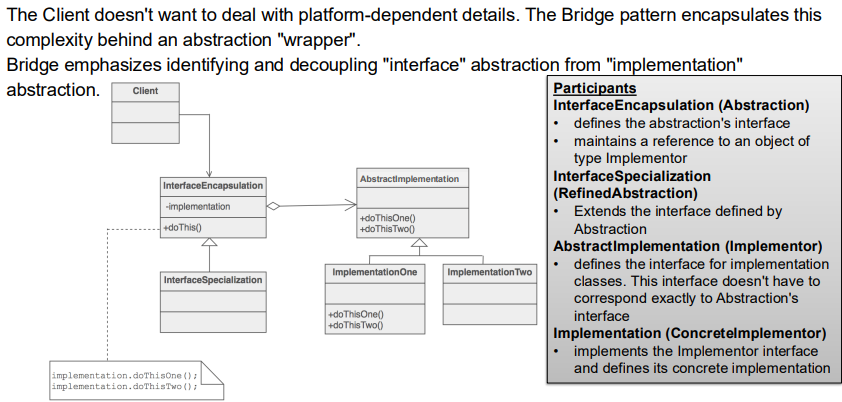 The Client doesn't want to deal with platform-dependent details. The Bridge pattern encapsulates this
complexity behind an abstraction "wrapper".
Bridge emphasizes identifying and decoupling "interface" abstraction from "implementation"
abstraction.
Client
InterfaceEncapsulation
-implementation
+doThis()
InterfaceSpecialization
AbstractImplementation
+doThisOne()
+doThisTwo()
ImplementationOne
+doThisOne()
+doThisTwo()
ImplementationTwo
implementation.doThisOne();
implementation.doThisTwo();
Participants
InterfaceEncapsulation (Abstraction)
• defines the abstraction's interface
• maintains a reference to an object of
type Implementor
InterfaceSpecialization
(RefinedAbstraction)
• Extends the interface defined by
Abstraction
AbstractImplementation (Implementor)
• defines the interface for implementation
classes. This interface doesn't have to
correspond exactly to Abstraction's
interface
Implementation (ConcreteImplementor)
• implements the Implementor interface
and defines its concrete implementation